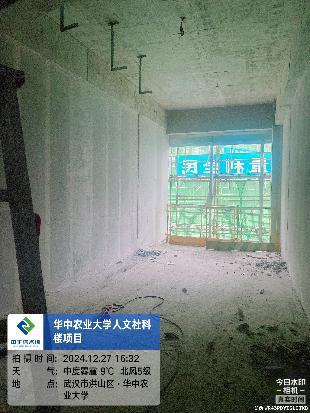 华中农业大学人文社科
楼项目
拍摄时间：2024.12.27 16:32
天 气：中度雾霾 9℃ 北风5级
地 点：武汉市洪山区·华中农
业大学
今日水印
-相机-
真实时间